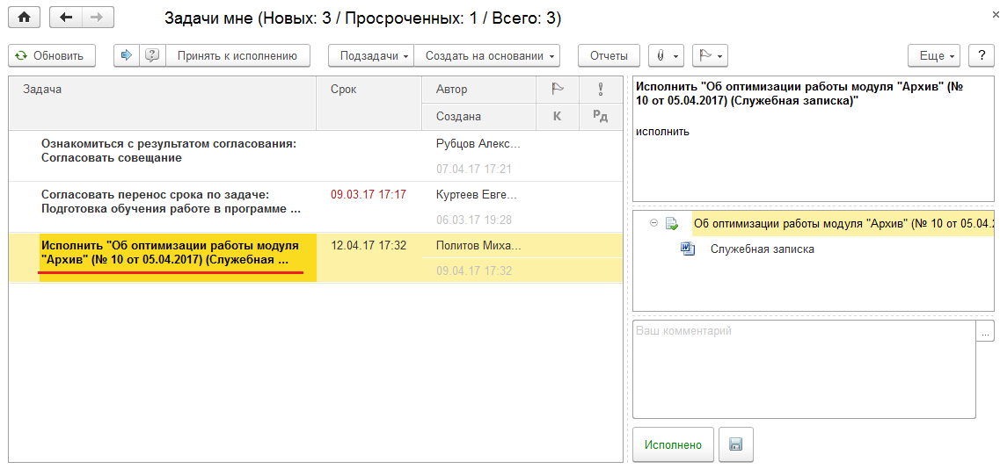 Задачи мне (Новых: 3 / Просроченных: 1 / Всего: 3)
Обновить
Принять к исполнению
Подзадачи
Создать на основании
Отчеты
Еще
?
Задача
Срок
Автор
Создана
К
Рд
Ознакомиться с результатом согласования:
Согласовать совещание
Рубцов Алекс...
07.04.17 17:21
Согласовать перенос срока по задаче:
Подготовка обучения работе в программе ...
09.03.17 17:17
Куртеев Евге...
06.03.17 19:28
Исполнить "Об оптимизации работы модуля
"Архив" (№ 10 от 05.04.2017) (Служебная ...
12.04.17 17:32
Политов Миха...
09.04.17 17:32
Исполнить "Об оптимизации работы модуля "Архив" (№
10 от 05.04.2017) (Служебная записка)"
исполнить
Об оптимизации работы модуля "Архив" (№ 10 от 05.04.2
Служебная записка
Ваш комментарий
...
Исполнено